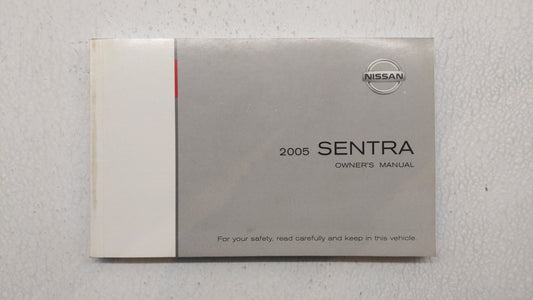 NISSAN
2005 SENTRA
OWNER'S MANUAL
For your safety, read carefully and keep in this vehicle.